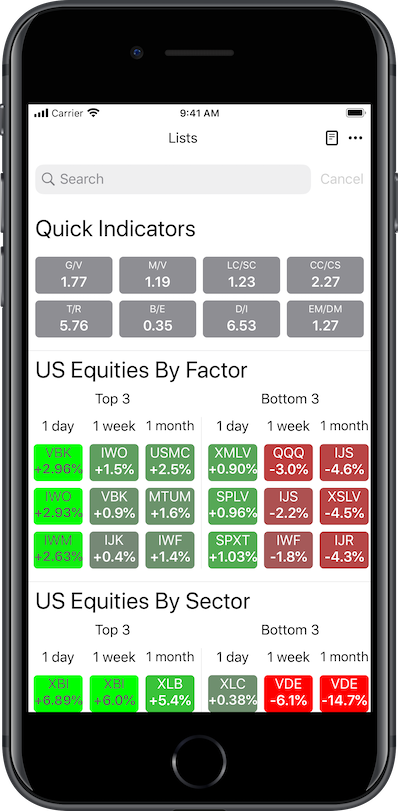 Carrier 9:41 AM
Lists
Search Cancel
Quick Indicators
G/V M/V LC/SC CC/CS
1.77 1.19 1.23 2.27
T/R B/E D/I EM/DM
5.76 0.35 6.53 1.27
US Equities By Factor
Top 3 Bottom 3
1 day 1 week 1 month 1 day 1 week 1 month
VBK IWO USMC XMLV QQQ IJS
+2.96% +1.5% +2.5% +0.90% -3.0% -4.6%
IWO VBK MTUM SPLV IJS XSLV
+2.93% +0.9% +1.6% +0.96% -2.2% -4.5%
IWM IJK IWF SPXT IWF IJR
+2.63% +0.4% +1.4% +1.03% -1.8% -4.3%
US Equities By Sector
Top 3 Bottom 3
1 day 1 week 1 month 1 day 1 week 1 month
XBI XBI XLB XLC VDE VDE
+6.89% +6.0% +5.4% +0.38% -6.1% -14.7%